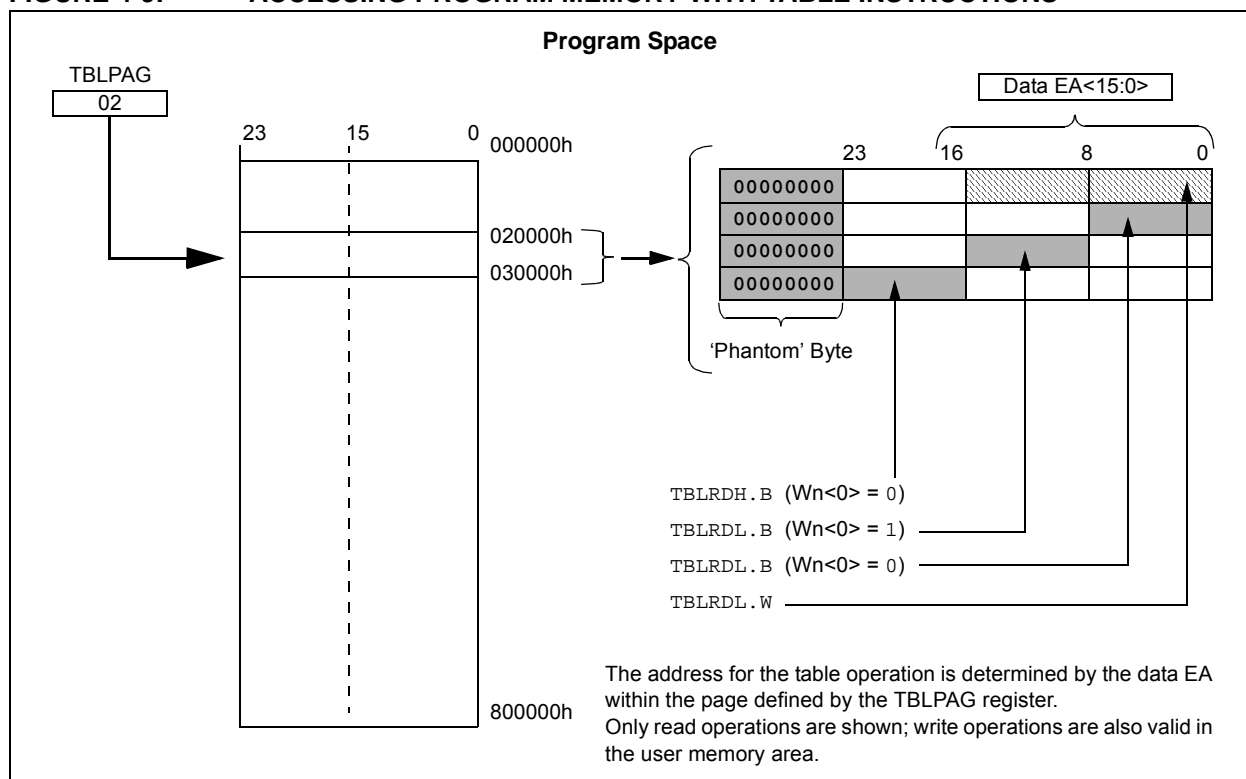 Program Space
TBLPAG
02
Data EA<15:0>
23 15 0
000000h
23 16 8 0
00000000
00000000
00000000
00000000
020000h
030000h
‘Phantom’ Byte
TBLRDH.B (Wn<0> = 0)
TBLRDL.B (Wn<0> = 1)
TBLRDL.B (Wn<0> = 0)
TBLRDL.W
800000h
The address for the table operation is determined by the data EA
within the page defined by the TBLPAG register.
Only read operations are shown; write operations are also valid in
the user memory area.